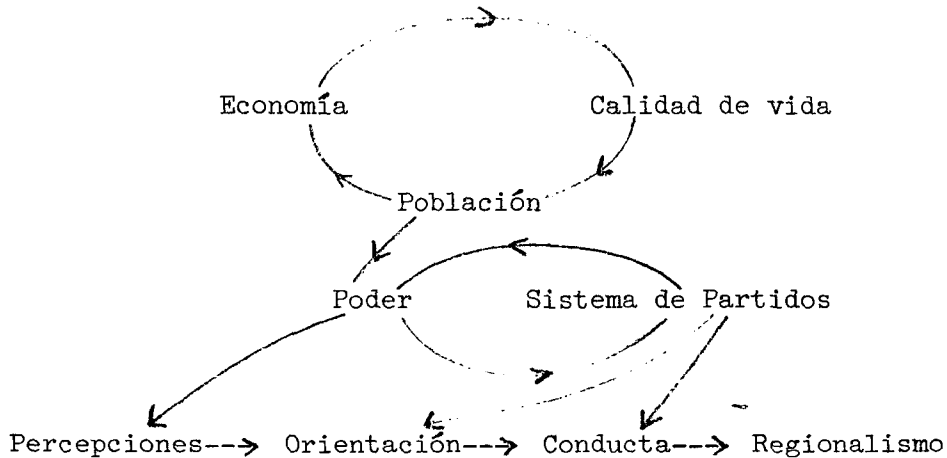 Economía Calidad de vida
Población
Poder Sistema de Partidos
Percepciones--> Orientación--> Conducta---> Regionalismo